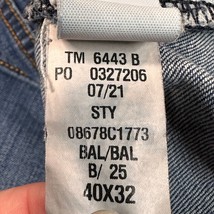 TM 6443 B
PO 0327206
07/21
STY
08678C1773
BAL/BAL
B/ 25
40X32